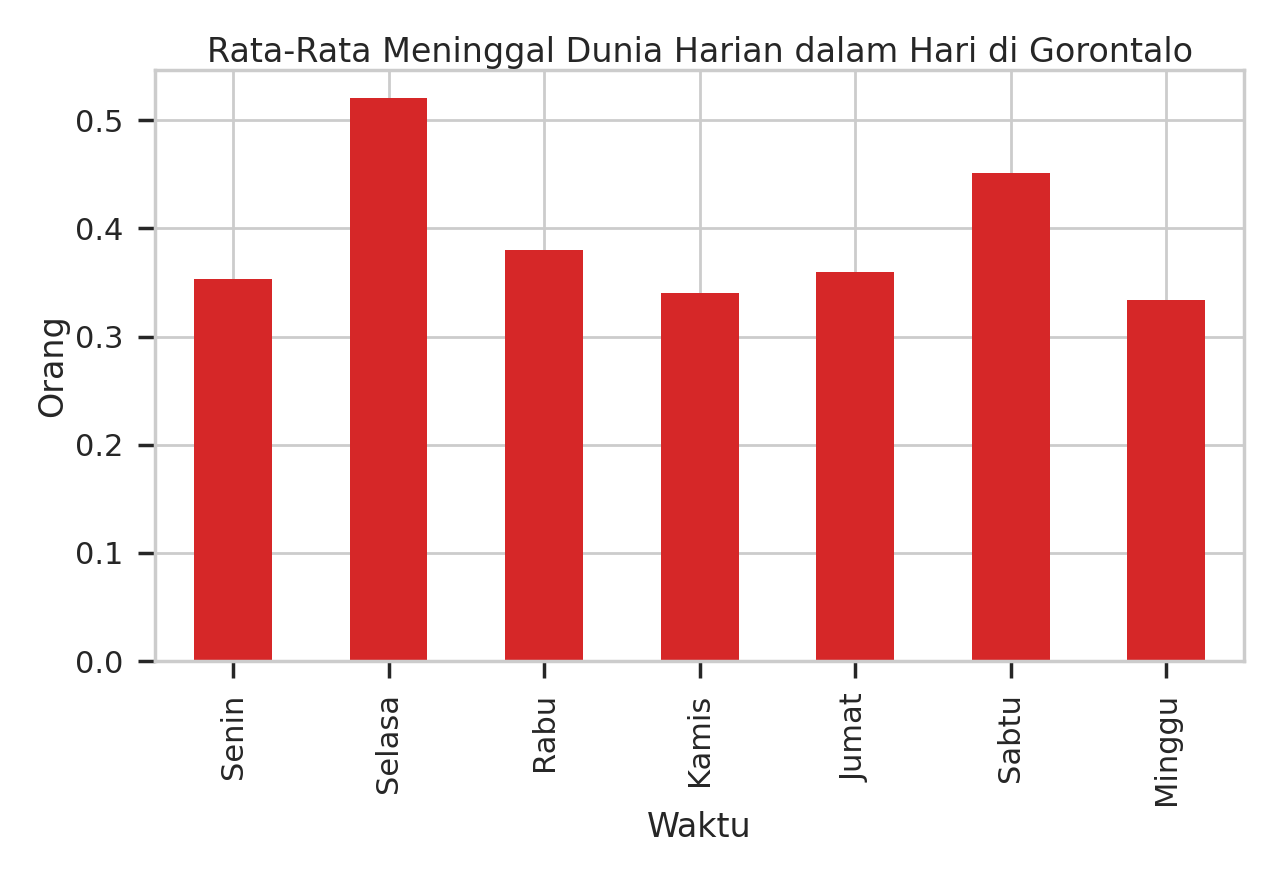 Rata-Rata Meninggal Dunia Harian dalam Hari di Gorontalo
0.5
0.4
0.3
0.2
0.1
0.0
Orang
Senin
Selasa
Rabu
Kamis
Jumat
Sabtu
Minggu
Waktu